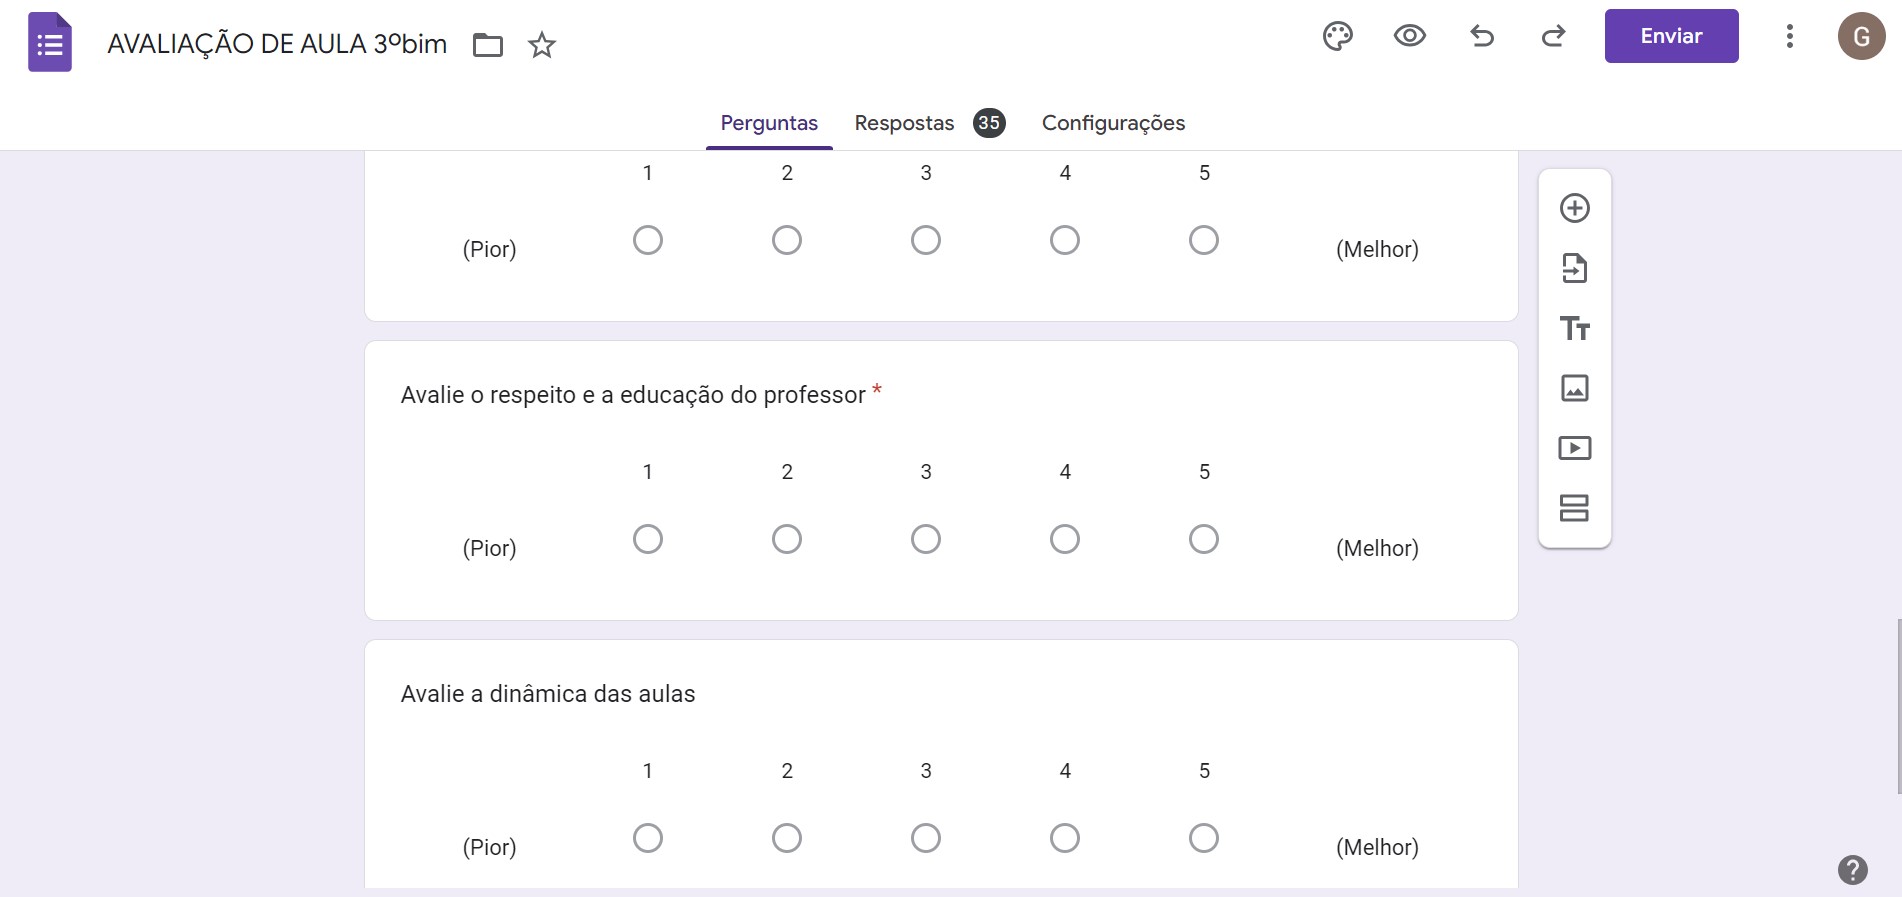 AVALIAÇÃO DE AULA 3ºbim
Enviar
G
Perguntas Respostas 35 Configurações
1 2 3 4 5
(Pior) (Melhor)
Avalie o respeito e a educação do professor *
1 2 3 4 5
(Pior) (Melhor)
Avalie a dinâmica das aulas
1 2 3 4 5
(Pior) (Melhor)